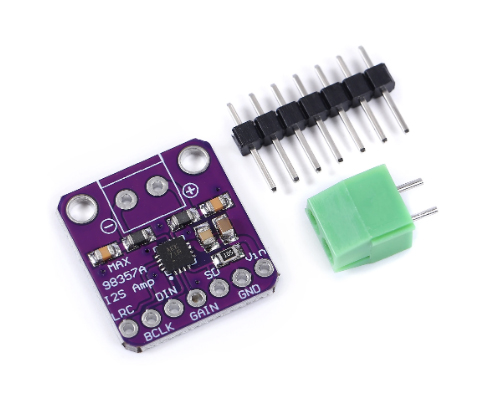 MAX
98357A
I2S Amp
LRC
BCLK
DIN
GAIN
SD
GND
Vin